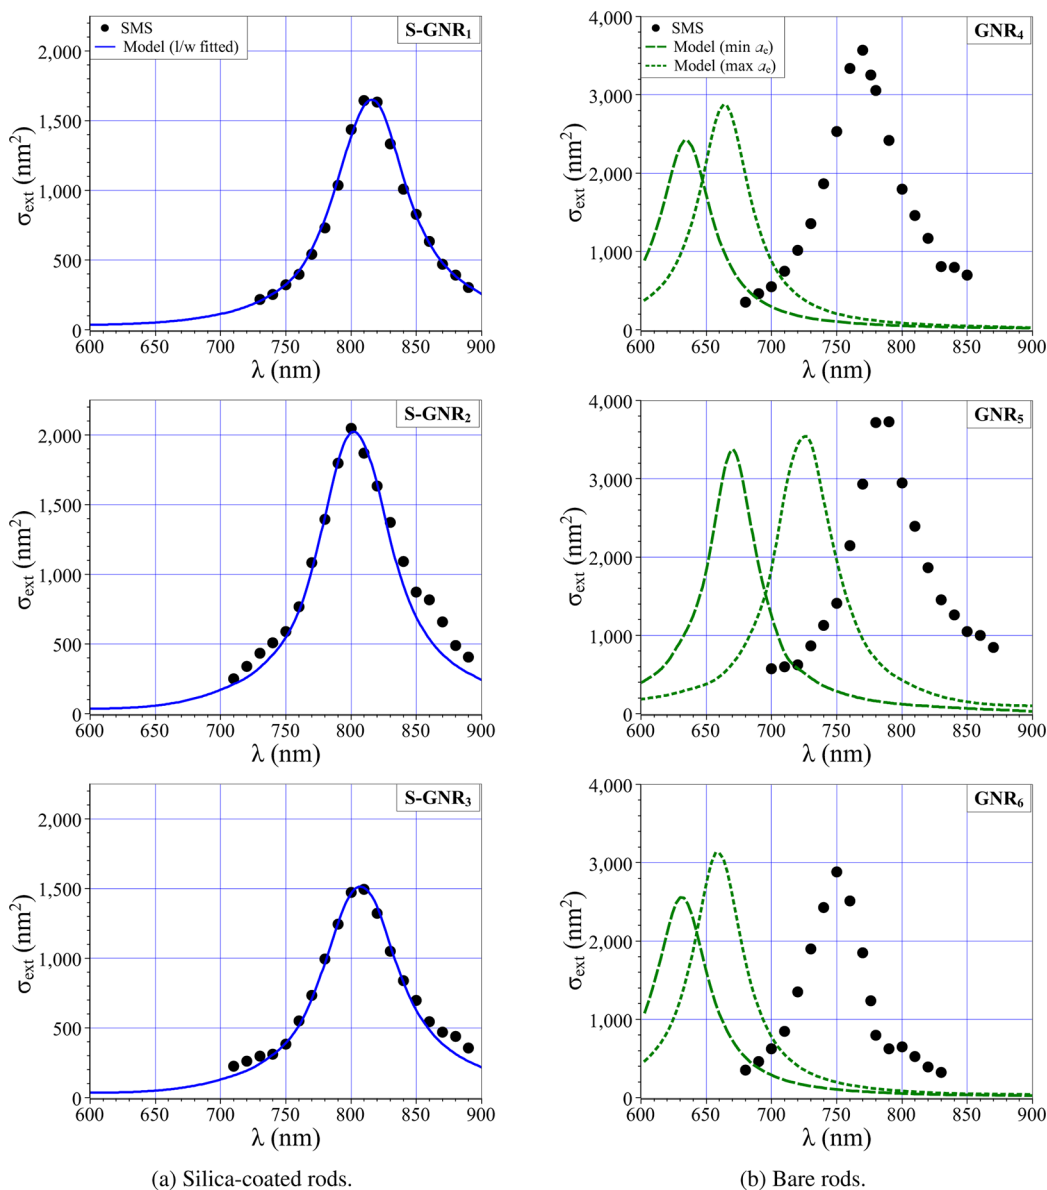 S-GNR1
SMS
Model (l/w fitted)
2,000
1,500
1,000
500
0
σext (nm²)
600 650 700 750 800 850 900
λ (nm)
GNR4
SMS
Model (min ae)
Model (max ae)
4,000
3,000
2,000
1,000
0
σext (nm²)
600 650 700 750 800 850 900
λ (nm)
S-GNR2
2,000
1,500
1,000
500
0
σext (nm²)
600 650 700 750 800 850 900
λ (nm)
GNR5
4,000
3,000
2,000
1,000
0
σext (nm²)
600 650 700 750 800 850 900
λ (nm)
S-GNR3
2,000
1,500
1,000
500
0
σext (nm²)
600 650 700 750 800 850 900
λ (nm)
GNR6
4,000
3,000
2,000
1,000
0
σext (nm²)
600 650 700 750 800 850 900
λ (nm)
(a) Silica-coated rods.
(b) Bare rods.